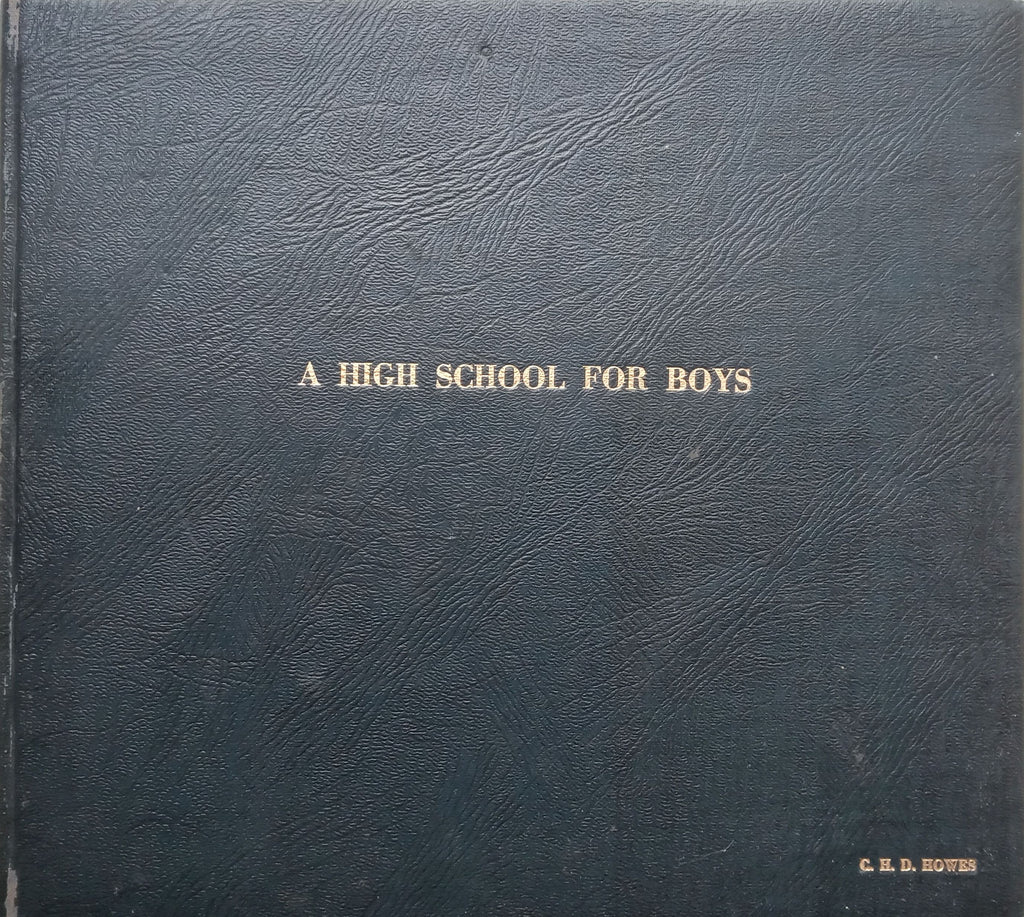 A HIGH SCHOOL FOR BOYS
C. H. D. HOWES